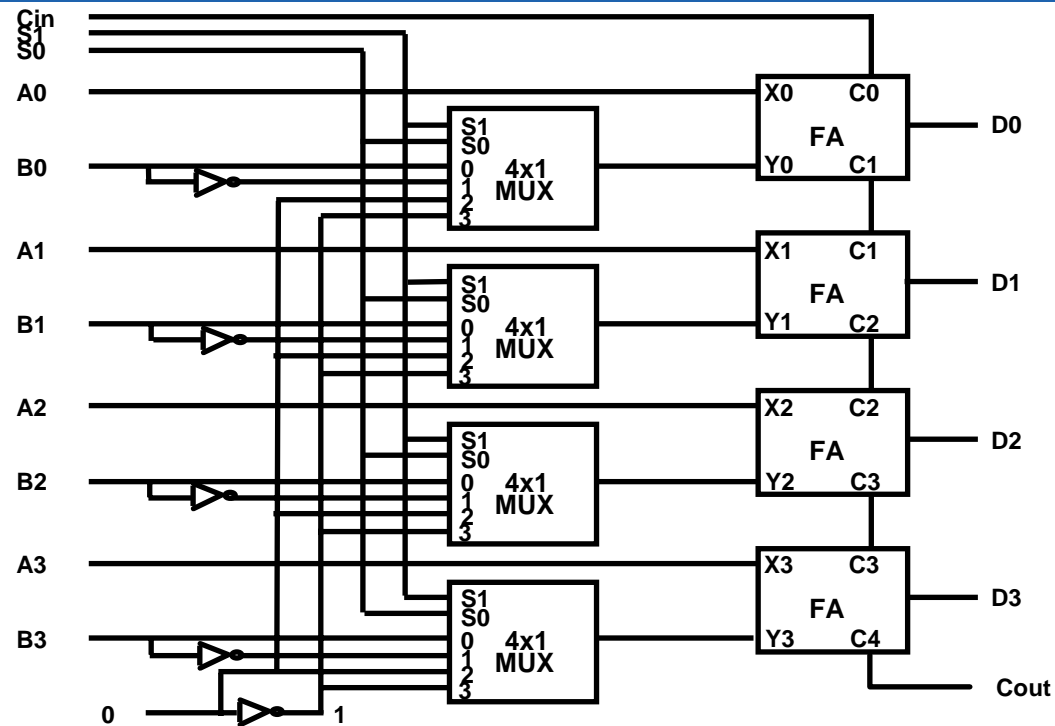 Cin
S1
S0
A0
X0 C0
D0
FA
S1
S0
B0
0
4x1
MUX
Y0 C1
1
2
3
A1
X1 C1
D1
FA
S1
S0
B1
0
4x1
MUX
Y1 C2
1
2
3
A2
X2 C2
D2
FA
S1
S0
B2
0
4x1
MUX
Y2 C3
1
2
3
A3
X3 C3
D3
FA
S1
S0
B3
0
4x1
MUX
Y3 C4
1
2
3
Cout
0 1